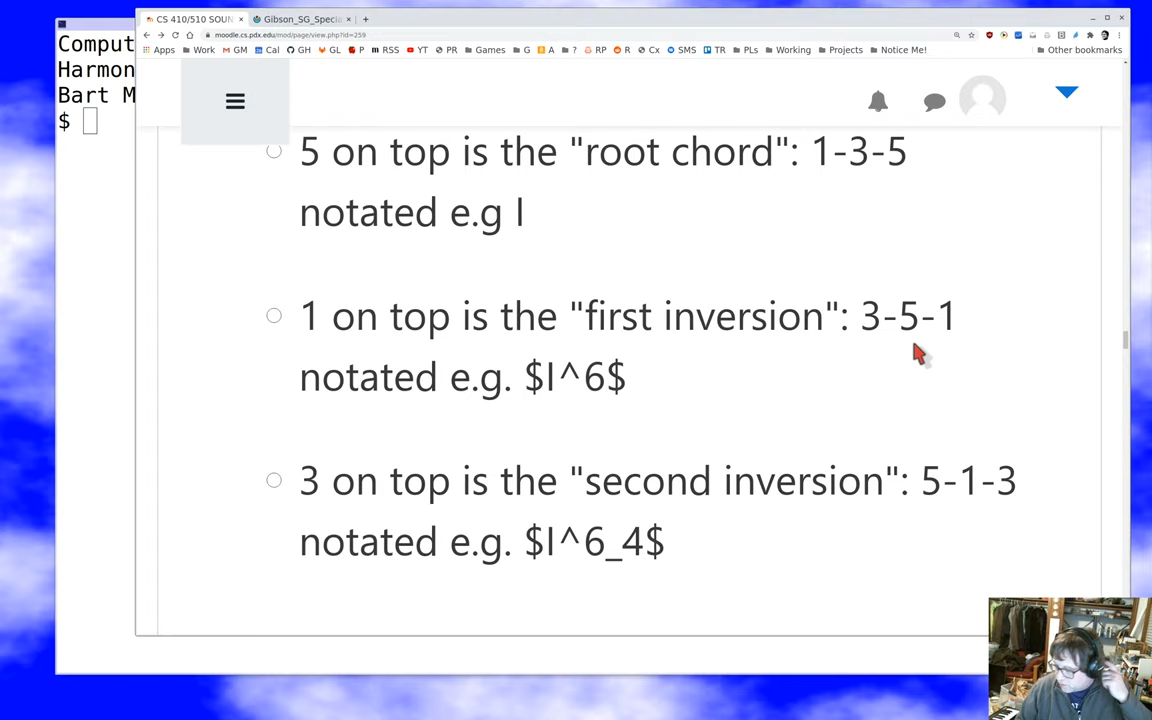 CS 410/510 SOUN
Gibson_SG_Specia
moodle.cs.pdx.edu/mod/page/view.php?id=259
Apps Work GM Cal GH GL P RSS YT PR Games G A ? RP R Cx SMS TR PLs Working Projects Notice Me! Other bookmarks
Comput
Harmon
Bart M
$
5 on top is the "root chord": 1-3-5
notated e.g I
1 on top is the "first inversion": 3-5-1
notated e.g. $I^6$
3 on top is the "second inversion": 5-1-3
notated e.g. $I^6_4$